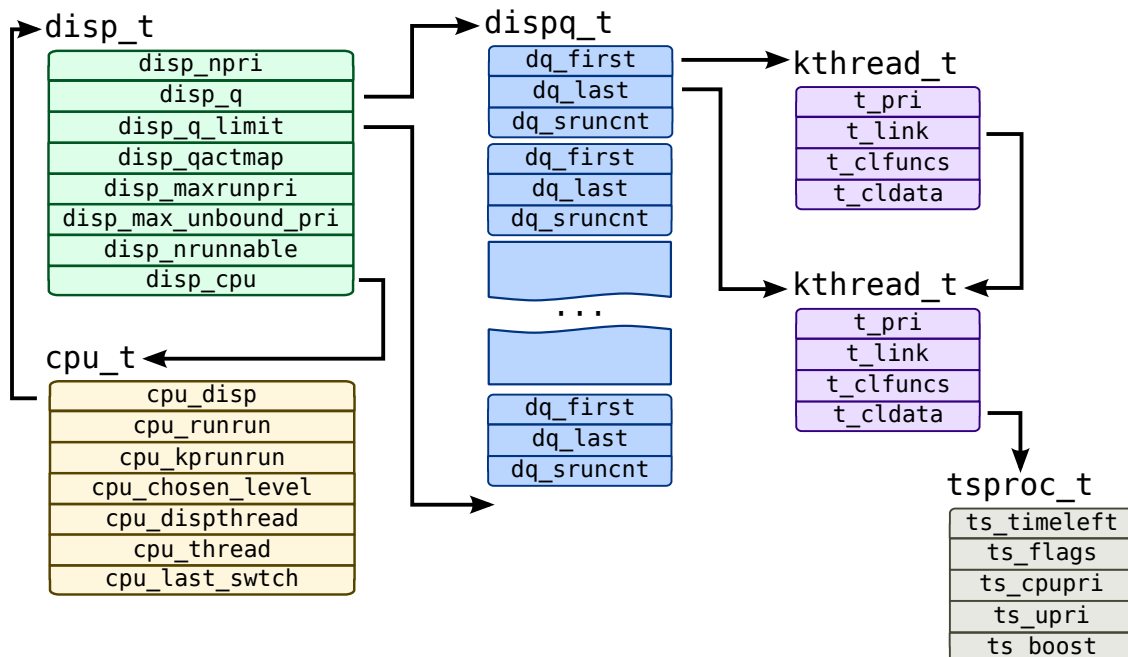 disp_t
disp_npri
disp_q
disp_q_limit
disp_qactmap
disp_maxrunpri
disp_max_unbound_pri
disp_nrunnable
disp_cpu
cpu_t
cpu_disp
cpu_runrun
cpu_kprunrun
cpu_chosen_level
cpu_dispthread
cpu_thread
cpu_last_swtch
dispq_t
dq_first
dq_last
dq_sruncnt
dq_first
dq_last
dq_sruncnt
...
dq_first
dq_last
dq_sruncnt
kthread_t
t_pri
t_link
t_clfuncs
t_cldata
kthread_t
t_pri
t_link
t_clfuncs
t_cldata
tsproc_t
ts_timeleft
ts_flags
ts_cpupri
ts_upri
ts_boost